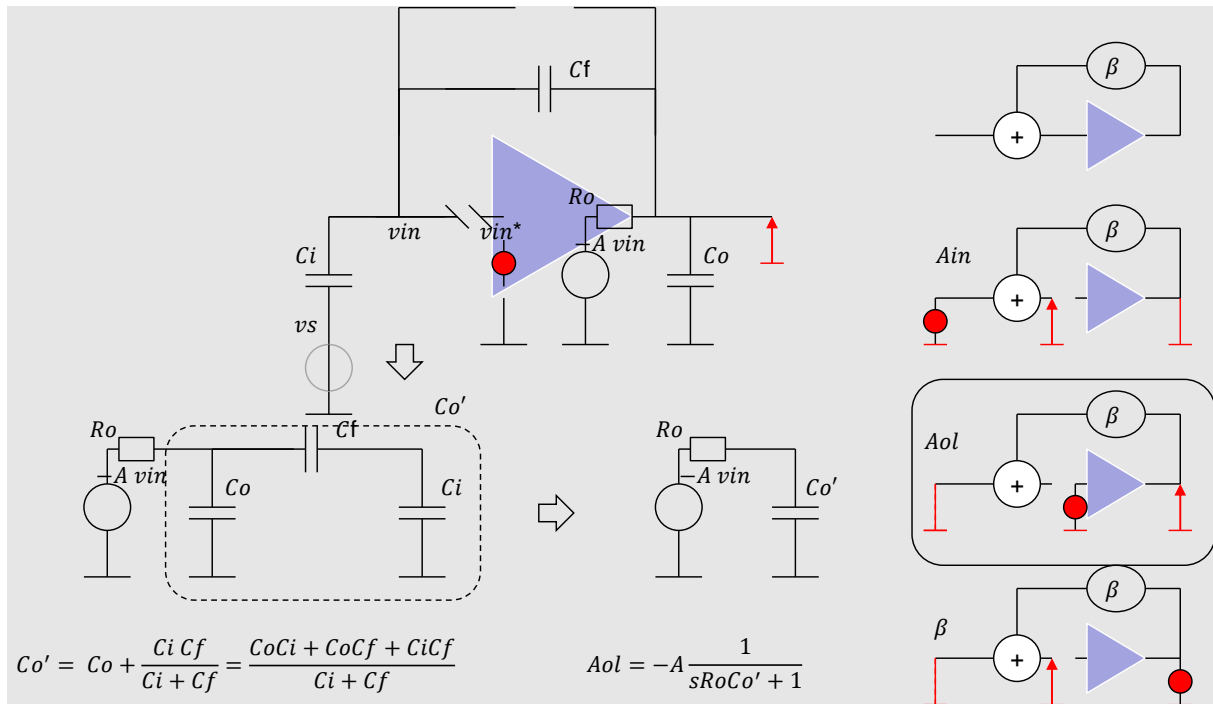 Cf
β
+
Ro
vin
vin*
−A vin
Ci
Co
β
Ain
+
vs
Co′
Cf
β
Ro
−A vin
Co
Ci
Ro
−A vin
Co′
Aol
+
β
β
+
Co′ = Co + Ci Cf / Ci + Cf = CoCi + CoCf + CiCf / Ci + Cf
Aol = −A 1 / sRoCo′ + 1